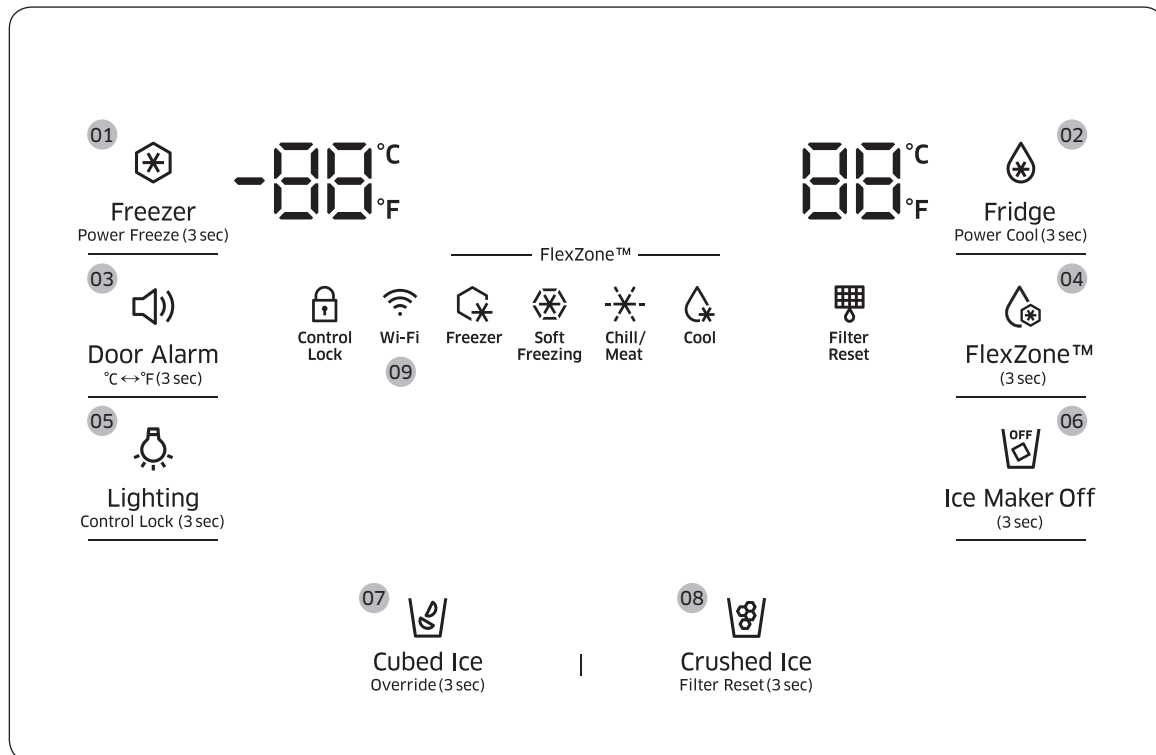 01
Freezer
Power Freeze (3 sec)
-88 °C
°F
88 °C
°F
02
Fridge
Power Cool (3 sec)
03
Door Alarm
°C ↔ °F (3 sec)
FlexZone™
Control
Lock
Wi-Fi
09
Freezer
Soft
Freezing
Chill/
Meat
Cool
Filter
Reset
04
FlexZone™
(3 sec)
05
Lighting
Control Lock (3 sec)
06
OFF
Ice Maker Off
(3 sec)
07
Cubed Ice
Override (3 sec)
08
Crushed Ice
Filter Reset (3 sec)